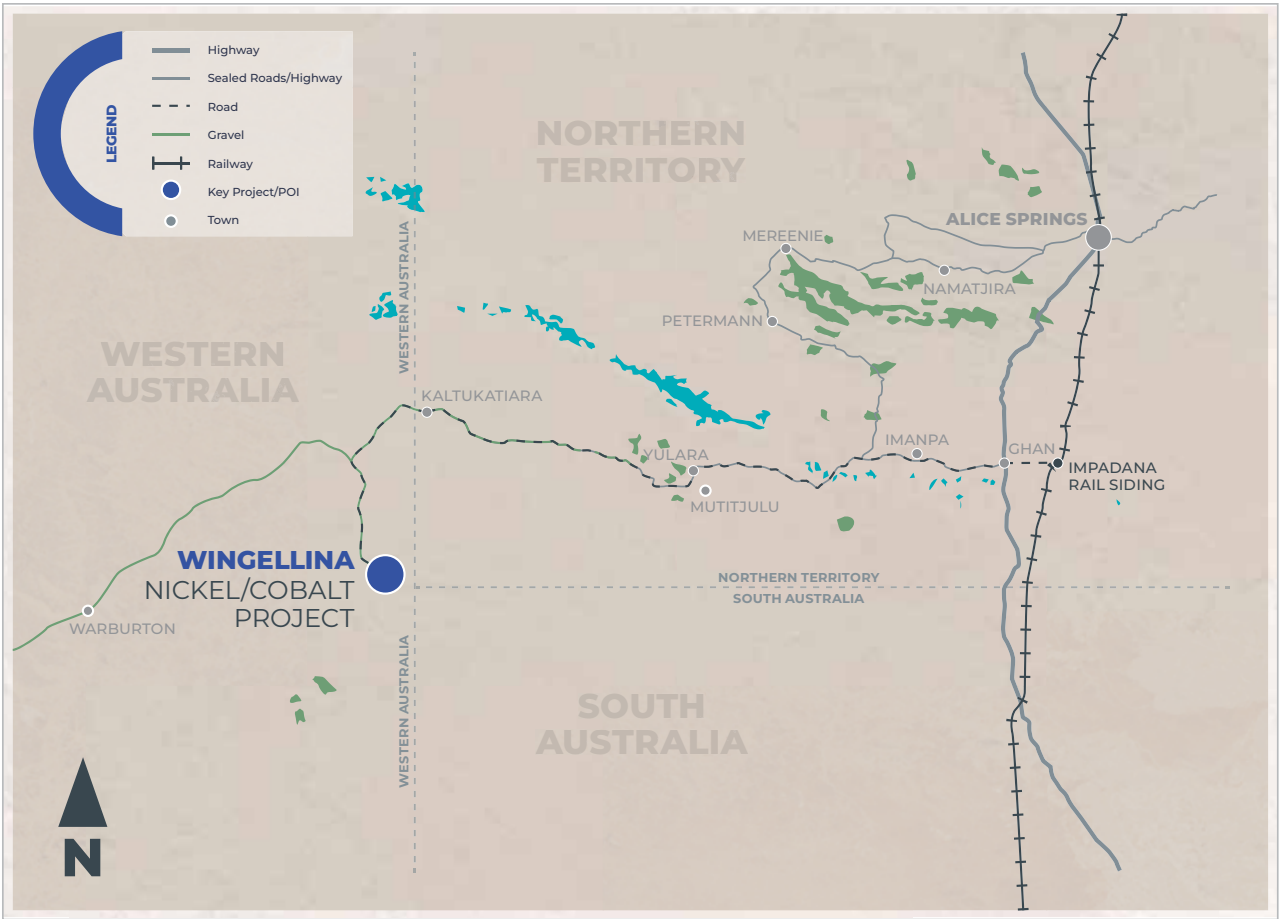 LEGEND
Highway
Sealed Roads/Highway
Road
Gravel
Railway
Key Project/POI
Town
NORTHERN
TERRITORY
ALICE SPRINGS
MEREENIE
NAMATJIRA
WESTERN AUSTRALIA
PETERMANN
WESTERN
AUSTRALIA
KALTUKATIARA
IMANPA
GHAN
YULARA
IMPADANA
RAIL SIDING
MUTITJULU
WINGELLINA
NICKEL/COBALT
PROJECT
NORTHERN TERRITORY
SOUTH AUSTRALIA
WARBURTON
WESTERN AUSTRALIA
SOUTH
AUSTRALIA
N